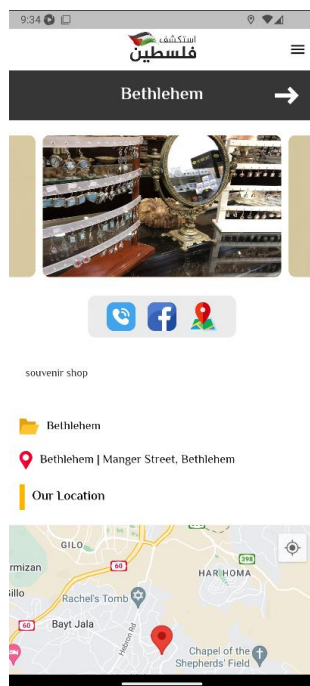 9:34
استكشف
فلسطين
Bethlehem
souvenir shop
Bethlehem
Bethlehem | Manger Street, Bethlehem
Our Location
GILO
rmizan
60
398
HAR HOMA
illo
Rachel's Tomb
60
Bayt Jala
Hebron Rd
Chapel of the
Shepherds' Field